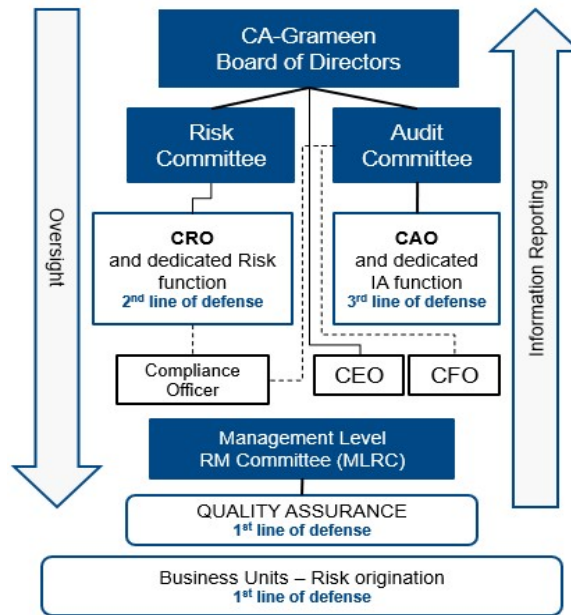 CA-Grameen
Board of Directors
Risk
Committee
Audit
Committee
Oversight
Information Reporting
CRO
and dedicated Risk
function
2nd line of defense
CAO
and dedicated
IA function
3rd line of defense
Compliance
Officer
CEO
CFO
Management Level
RM Committee (MLRC)
QUALITY ASSURANCE
1st line of defense
Business Units – Risk origination
1st line of defense